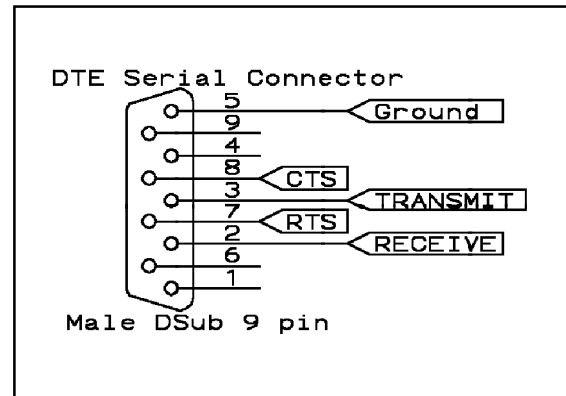 DTE Serial Connector
5 Ground
9
4
8 CTS
3 TRANSMIT
7 RTS
2 RECEIVE
6
1
Male DSub 9 pin